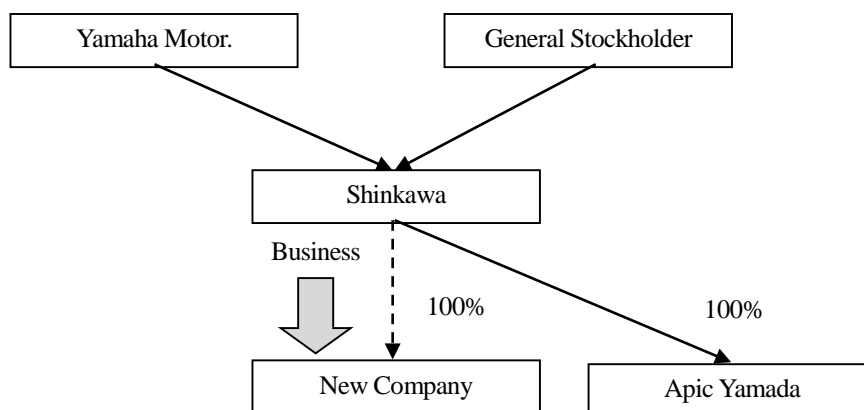 Yamaha Motor.
General Stockholder
Shinkawa
Business
100%
100%
New Company
Apic Yamada